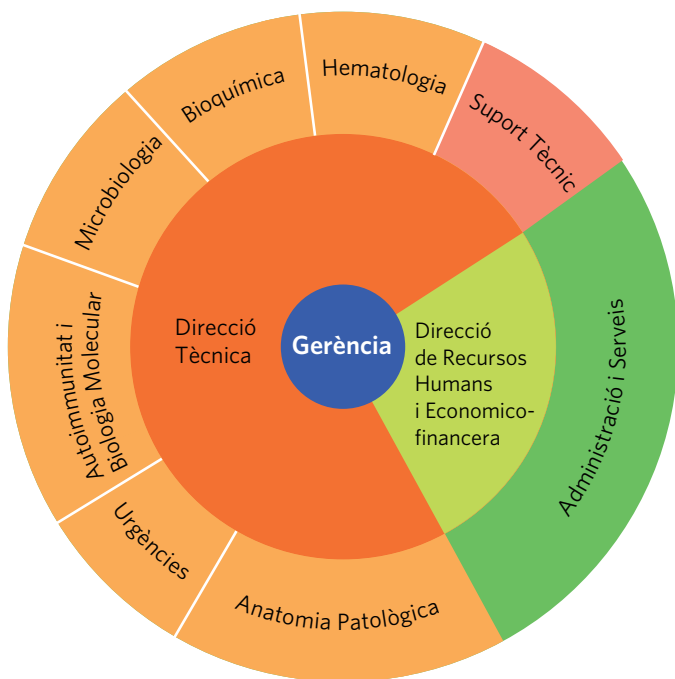 Hematologia
Bioquímica
Suport Tècnic
Microbiologia
Direcció
Tècnica
Gerència
Direcció
de Recursos
Humans
i Economico-
financera
Administració i Serveis
Autoimmunitat i
Biologia Molecular
Urgències
Anatomia Patològica